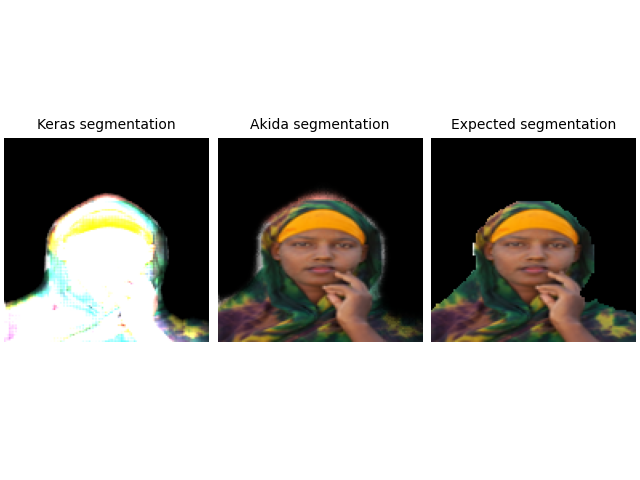 Keras segmentation
Akida segmentation
Expected segmentation